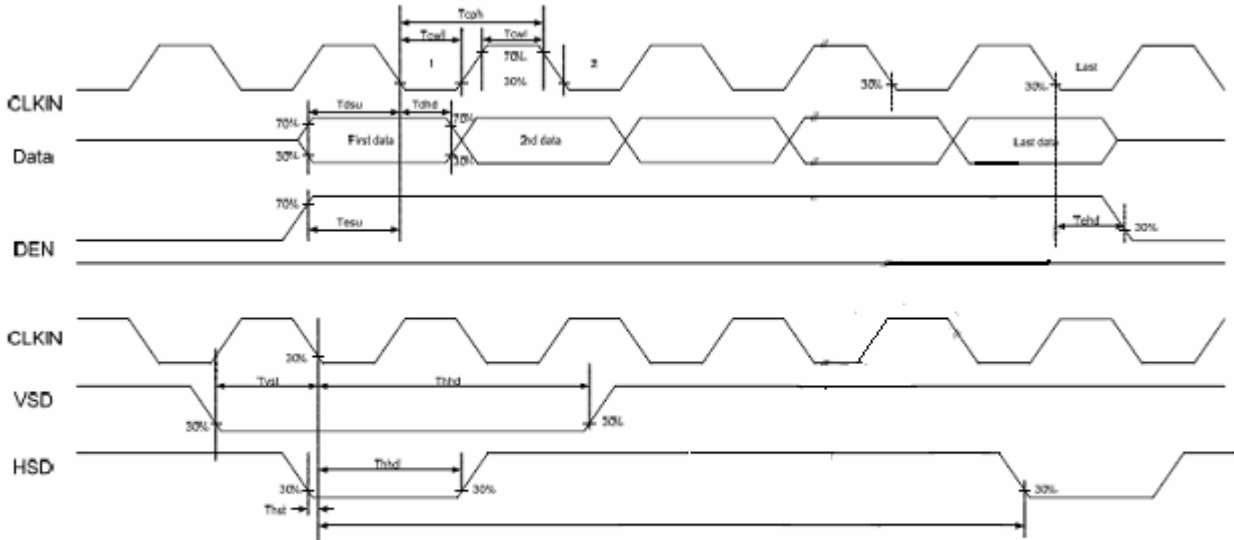 Tcph
Tcwl Tcwl
1 70% 2 Last
30% 30% 30%
CLKIN
Tdsu Tdhd
70% 70%
First data 2nd data Last data
Data
30% 30%
70%
Tesu Tehd
30%
DEN
CLKIN
30%
Tvst Thhd
VSD
30% 30%
HSD
Thhd
30% 30% 30%
Thst